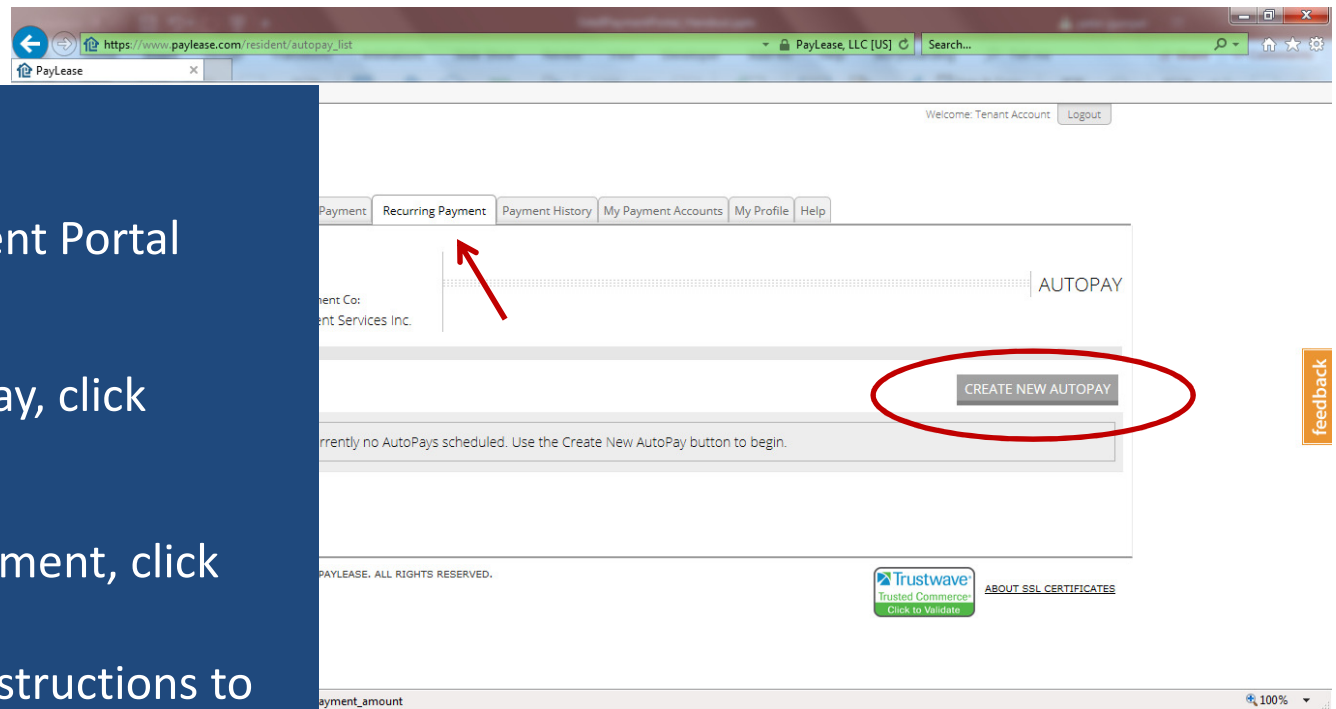 https://www.paylease.com/resident/autopay_list
PayLease, LLC [US]
Search...
PayLease
Welcome: Tenant Account
Logout
Payment
Recurring Payment
Payment History
My Payment Accounts
My Profile
Help
ent Portal
AUTOPAY
ment Co:
ent Services Inc.
ay, click
CREATE NEW AUTOPAY
feedback
rrently no AutoPays scheduled. Use the Create New AutoPay button to begin.
ment, click
PAYLEASE. ALL RIGHTS RESERVED.
Trustwave
Trusted Commerce
Click to Validate
ABOUT SSL CERTIFICATES
structions to
ayment_amount
100%